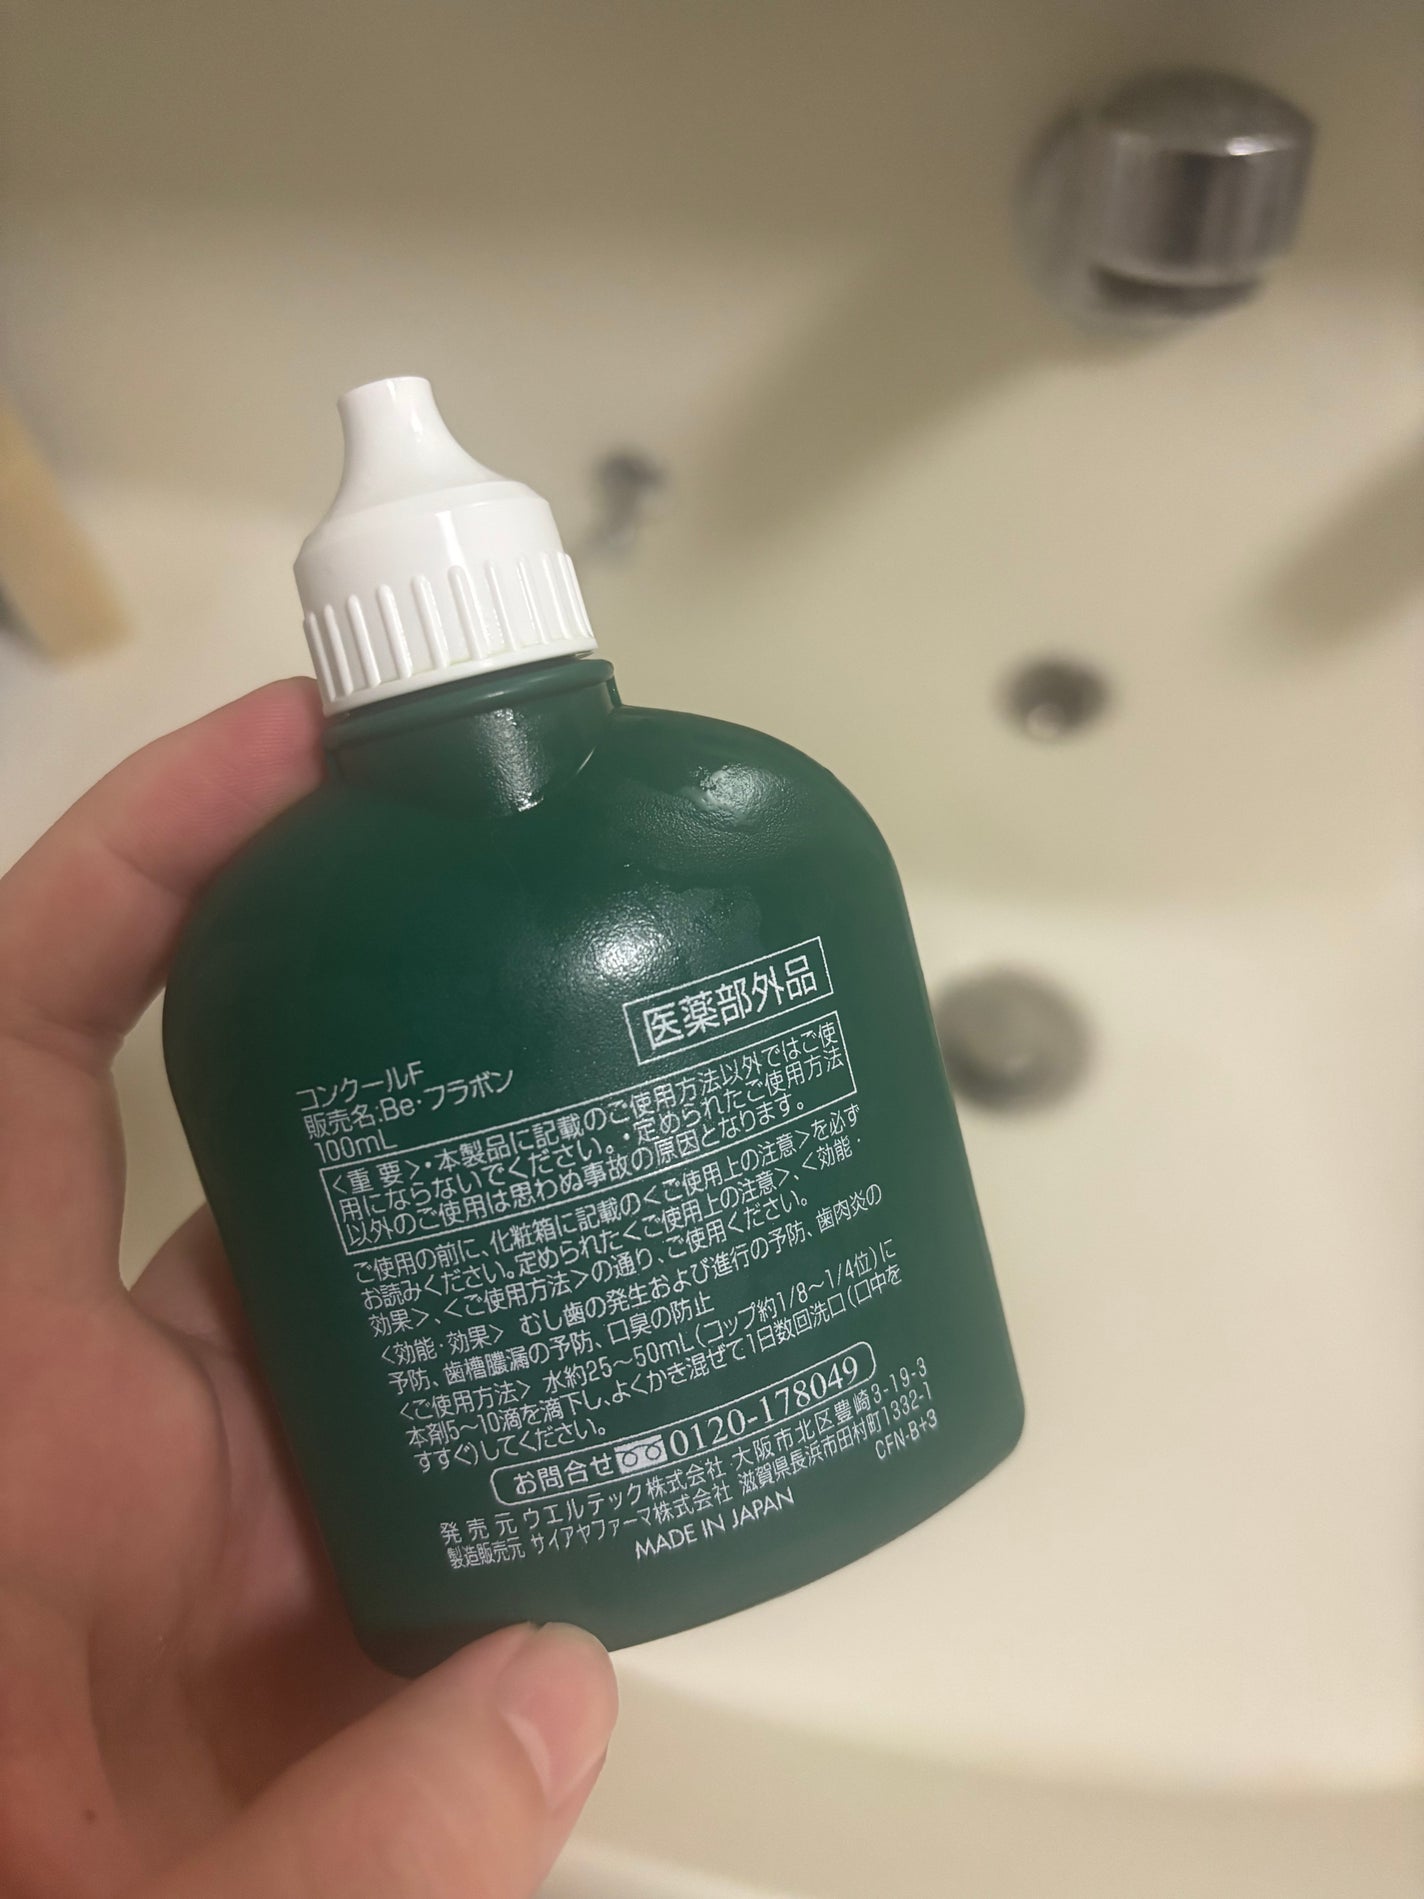 医薬部外品
コンクールF
販売名:Be・フラボン
100mL
<重要>・本製品に記載のご使用方法以外ではご使
用にならないでください。・定められたご使用方法
以外のご使用は思わぬ事故の原因となります。
ご使用の前に、化粧箱に記載の<ご使用上の注意>を必ず
お読みください。定められた<ご使用上の注意>、<効能・
効果>、<ご使用方法>の通り、ご使用ください。
<効能・効果> むし歯の発生および進行の予防、歯肉炎の
予防、歯槽膿漏の予防、口臭の防止
<ご使用方法> 水約25～50mL(コップ約1/8～1/4位)に
本剤5～10滴を滴下し、よくかき混ぜて1日数回洗口(口中を
すすぐ)してください。
お問合せ 0120-178049
発売元 ウエルテック株式会社 大阪市北区豊崎3-19-3
製造販売元 サイアヤファーマ株式会社 滋賀県長浜市田村町1332-1
MADE IN JAPAN
CFN-B+3